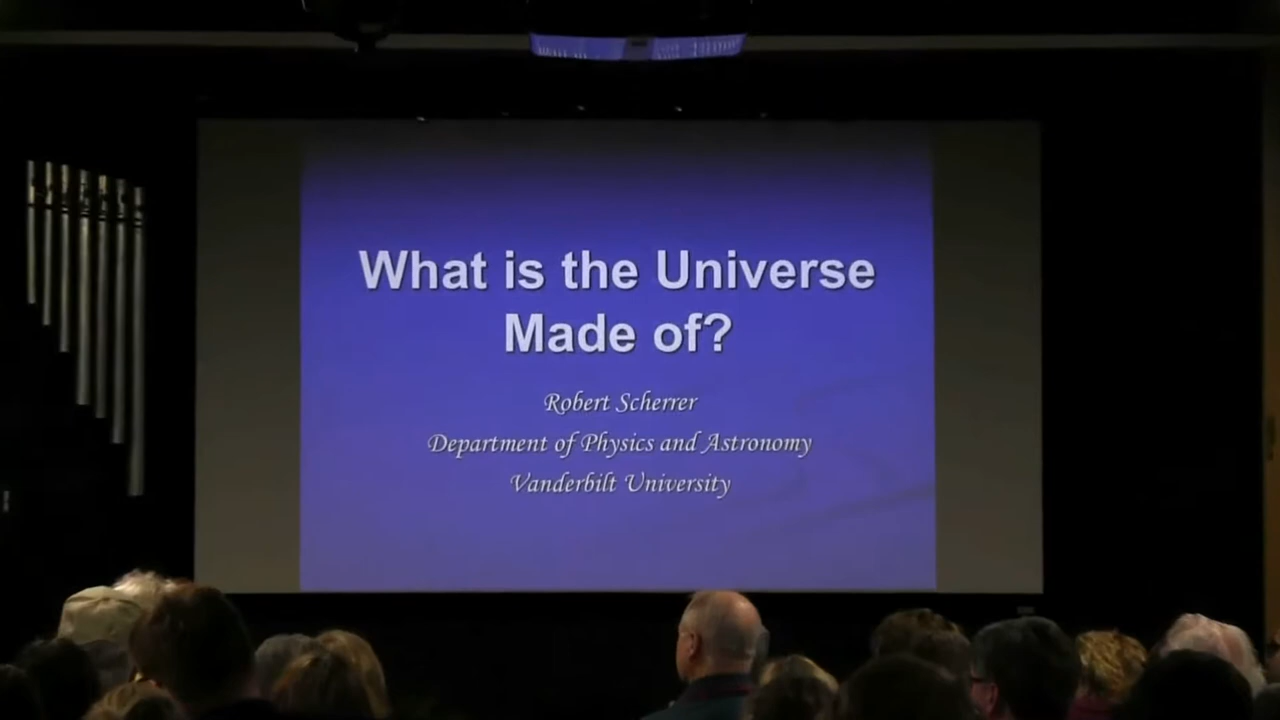 What is the Universe
Made of?
Robert Scherrer
Department of Physics and Astronomy
Vanderbilt University